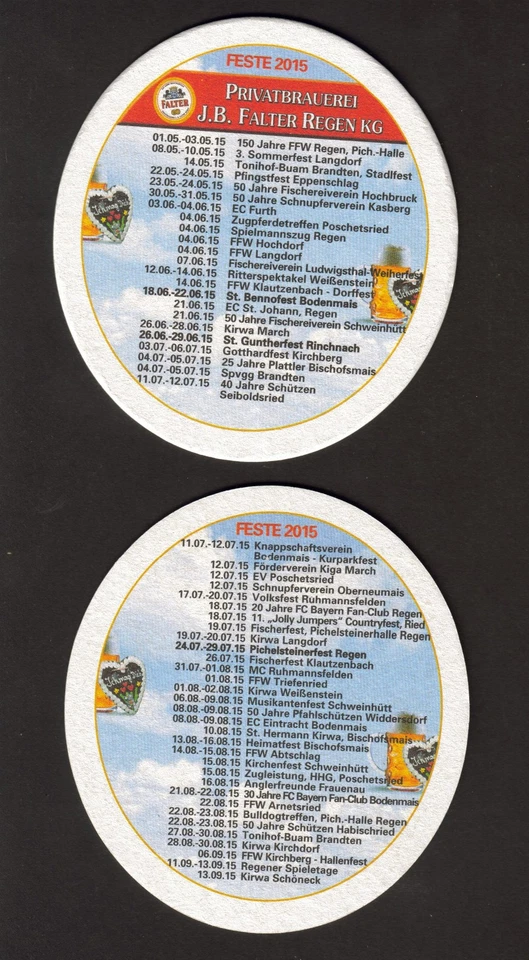 FESTE 2015
FALTER
PRIVATBRAUEREI
J.B. FALTER REGEN KG
01.05.-03.05.15 150 Jahre FFW Regen, Pich.-Halle
08.05.-10.05.15 3. Sommerfest Langdorf
14.05.15 Tonihof-Buam Brandten, Stadlfest
22.05.-24.05.15 Pfingstfest Eppenschlag
23.05.-24.05.15 50 Jahre Fischereiverein Hochbruck
30.05.-31.05.15 50 Jahre Schnupfverein Kasberg
03.06.-04.06.15 EC Furth
04.06.15 Zugpferdetreffen Poschetsried
04.06.15 Spielmannszug Regen
04.06.15 FFW Hochdorf
04.06.15 FFW Langdorf
07.06.15 Fischereiverein Ludwigsthal-Weiherfest
12.06.-14.06.15 Ritterspektakel Weißenstein
14.06.15 FFW Klautzenbach - Dorffest
18.06.-22.06.15 St. Bennofest Bodenmais
21.06.15 EC St. Johann, Regen
21.06.15 50 Jahre Fischereiverein Schweinhütt
26.06.-28.06.15 Kirwa March
26.06.-29.06.15 St. Guntherfest Rinchnach
03.07.-06.07.15 Gotthardfest Kirchberg
04.07.-05.07.15 25 Jahre Plattler Bischofsmais
04.07.-05.07.15 Spvgg Brandten
11.07.-12.07.15 40 Jahre Schützen
Seiboldsried
FESTE 2015
11.07.-12.07.15 Knappschaftsverein
Bodenmais - Kurparkfest
12.07.15 Förderverein Kiga March
12.07.15 EV Poschetsried
12.07.15 Schnupferverein Oberneumais
17.07.-20.07.15 Volksfest Ruhmannsfelden
18.07.15 20 Jahre FC Bayern Fan-Club Regen
18.07.15 11. „Jolly Jumpers" Countryfest, Ried
19.07.15 Fischerfest, Pichelsteinerhalle Regen
19.07.-20.07.15 Kirwa Langdorf
24.07.-29.07.15 Pichelsteinerfest Regen
26.07.15 Fischerfest Klautzenbach
31.07.-01.08.15 MC Ruhmannsfelden
01.08.15 FFW Triefenried
01.08.-02.08.15 Kirwa Weißenstein
06.08.-09.08.15 Musikantenfest Schweinhütt
08.08.-09.08.15 50 Jahre Pfahlschützen Widdersdorf
08.08.-09.08.15 EC Eintracht Bodenmais
10.08.15 St. Hermann Kirwa, Bischofsmais
13.08.-16.08.15 Heimatfest Bischofsmais
14.08.-15.08.15 FFW Abtschlag
15.08.15 Kirchenfest Schweinhütt
15.08.15 Zugleistung, HHG, Poschetsried
16.08.15 Anglerfreunde Frauenau
21.08.-22.08.15 30 Jahre FC Bayern Fan-Club Bodenmais
22.08.15 FFW Arnetsried
22.08.-23.08.15 Bulldogtreffen, Pich.-Halle Regen
22.08.-23.08.15 50 Jahre Schützen Habischried
27.08.-30.08.15 Tonihof-Buam Brandten
28.08.-30.08.15 Kirwa Kirchdorf
06.09.15 FFW Kirchberg - Hallenfest
11.09.-13.09.15 Regener Spieletage
13.09.15 Kirwa Schöneck